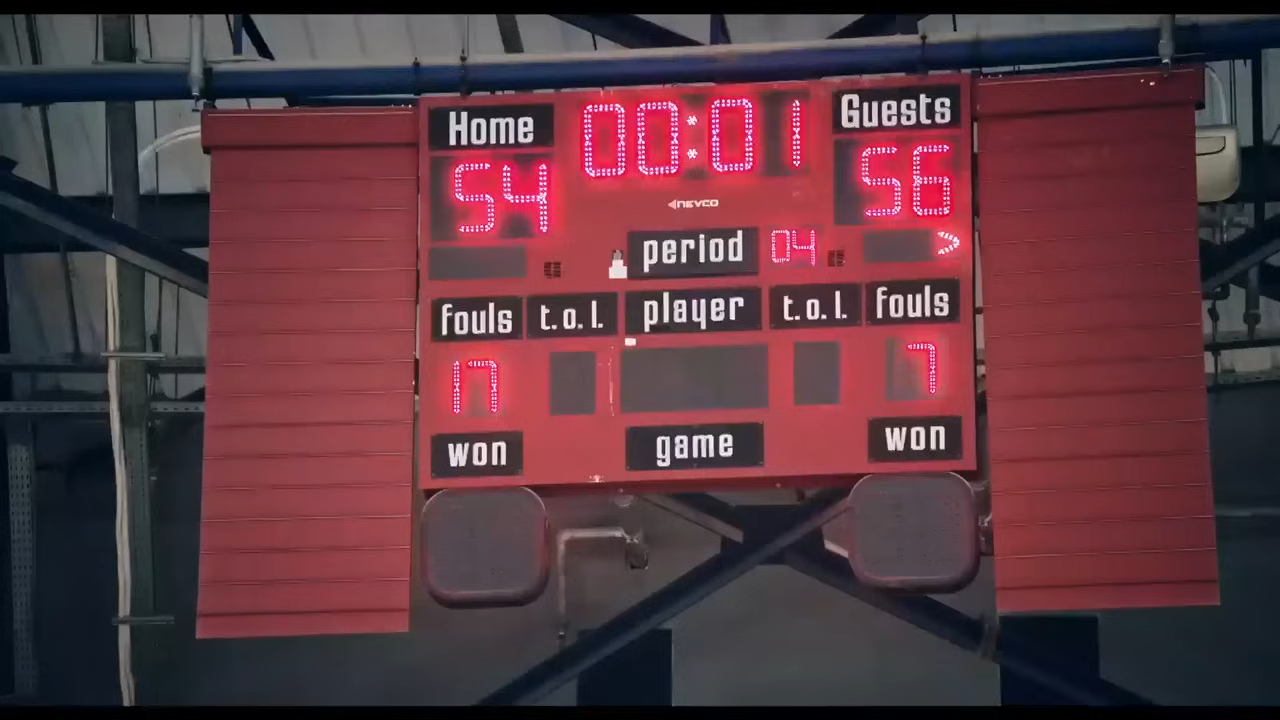 Home 00:01 Guests
54 56
NEVCO
period 04 >
fouls t.o.l. player t.o.l. fouls
17 7
won game won